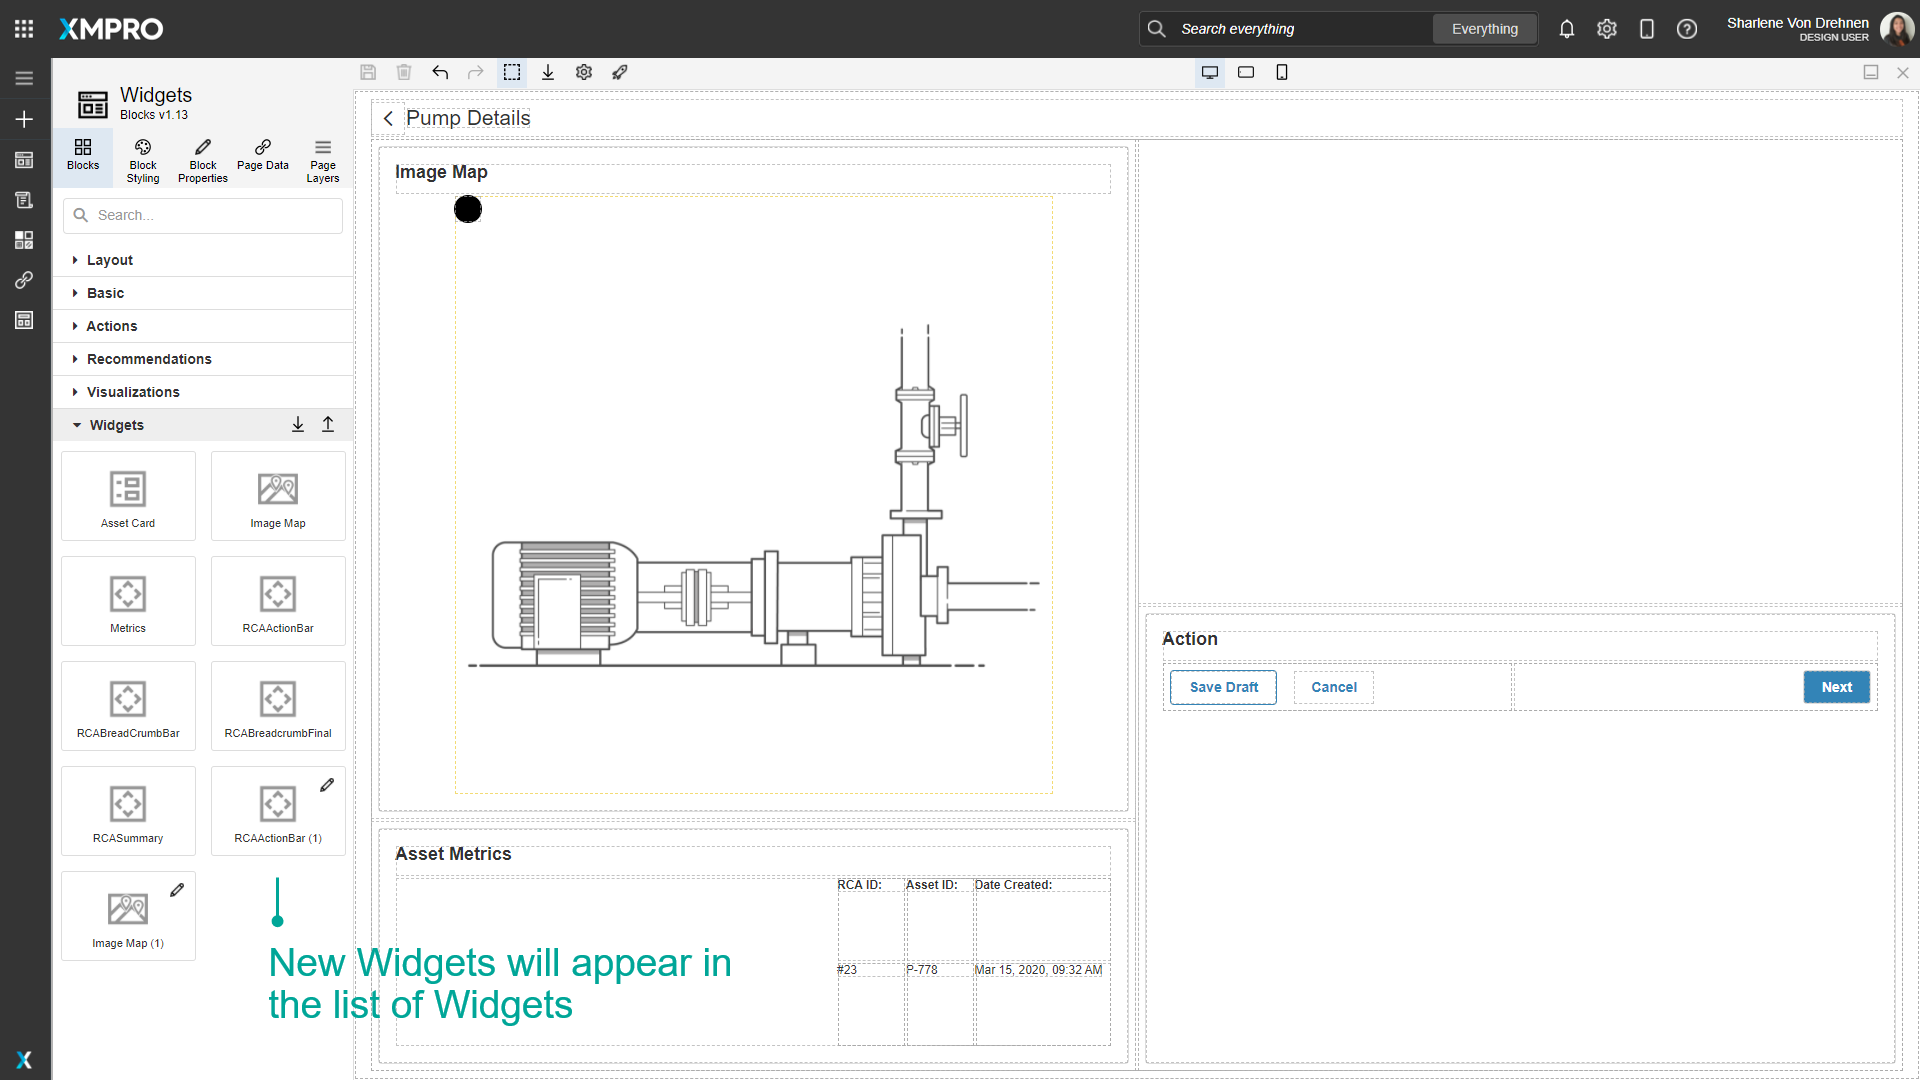 XMPRO
Search everything
Everything
Sharlene Von Drehnen
DESIGN USER
Widgets
Blocks v1.13
Blocks
Block
Styling
Block
Properties
Page Data
Page
Layers
Search...
Layout
Basic
Actions
Recommendations
Visualizations
Widgets
Asset Card
Image Map
Metrics
RCAActionBar
RCABreadCrumbBar
RCABreadcrumbFinal
RCASummary
RCAActionBar (1)
Image Map (1)
New Widgets will appear in
the list of Widgets
Pump Details
Image Map
Asset Metrics
RCA ID:
Asset ID:
Date Created:
#23
P-778
Mar 15, 2020, 09:32 AM
Action
Save Draft
Cancel
Next